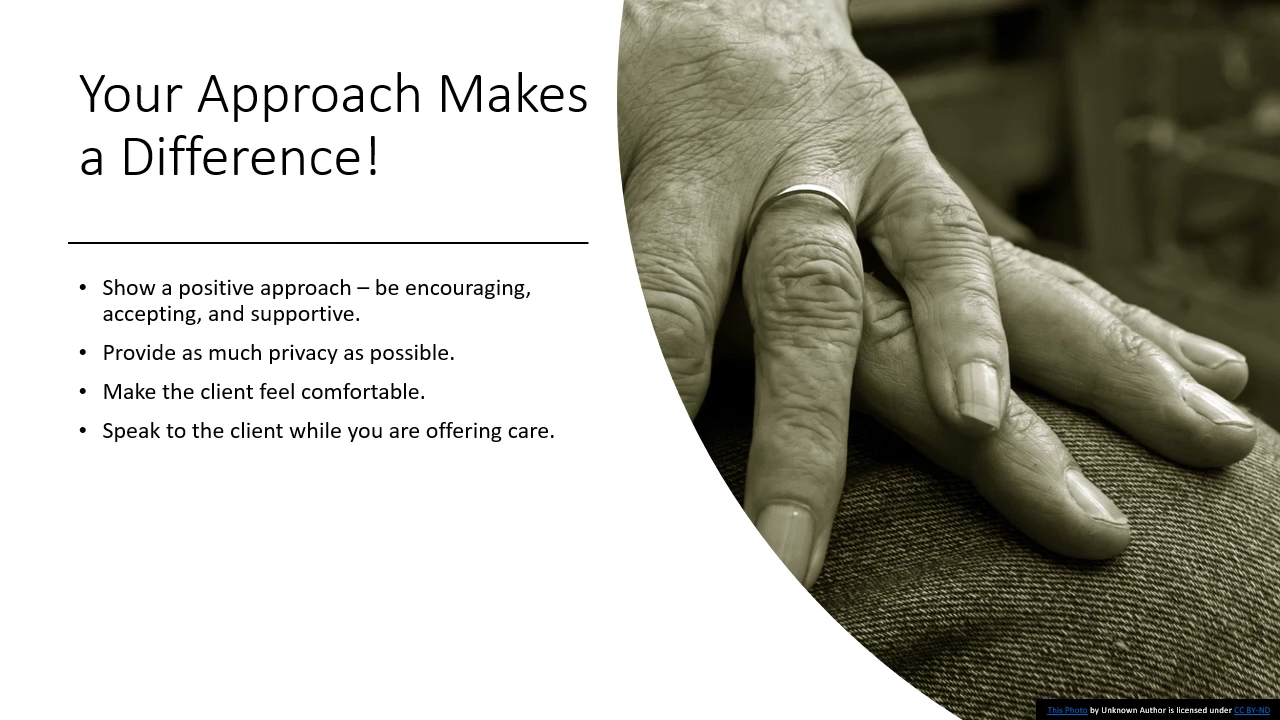 Your Approach Makes
a Difference!
• Show a positive approach – be encouraging,
accepting, and supportive.
• Provide as much privacy as possible.
• Make the client feel comfortable.
• Speak to the client while you are offering care.
This Photo by Unknown Author is licensed under CC BY-ND